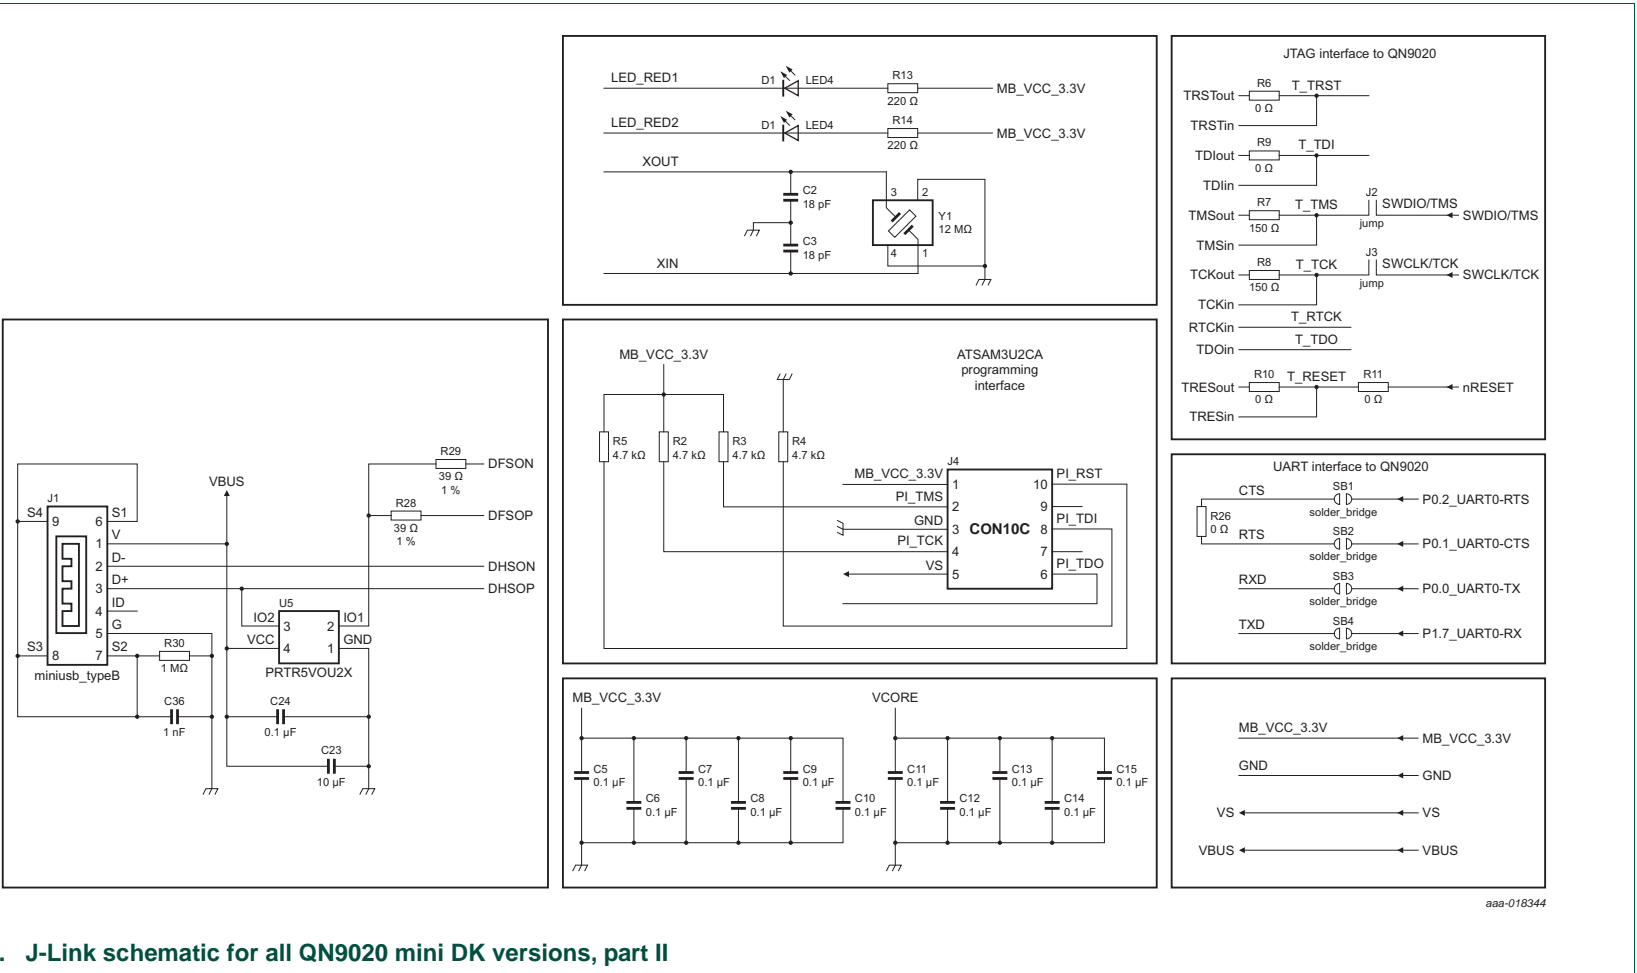 LED_RED1
D1
LED4
R13
220 Ω
MB_VCC_3.3V
LED_RED2
D1
LED4
R14
220 Ω
MB_VCC_3.3V
XOUT
C2
18 pF
C3
18 pF
XIN
3
2
4
1
Y1
12 MΩ
JTAG interface to QN9020
TRSTout
R6
0 Ω
T_TRST
TRSTin
TDIout
R9
0 Ω
T_TDI
TDIin
TMSout
R7
150 Ω
T_TMS
J2
jump
SWDIO/TMS
SWDIO/TMS
TMSin
TCKout
R8
150 Ω
T_TCK
J3
jump
SWCLK/TCK
SWCLK/TCK
TCKin
RTCKin
T_RTCK
TDOin
T_TDO
TRESout
R10
0 Ω
T_RESET
R11
0 Ω
nRESET
TRESin
VBUS
R29
39 Ω
1 %
DFSON
R28
39 Ω
1 %
DFSOP
J1
S4
9
6
S1
1
V
2
D-
DHSON
3
D+
DHSOP
4
ID
5
G
S3
8
7
S2
miniusb_typeB
R30
1 MΩ
C36
1 nF
U5
IO2
3
2
IO1
VCC
4
1
GND
PRTR5VOU2X
C24
0.1 µF
C23
10 µF
MB_VCC_3.3V
ATSAM3U2CA
programming
interface
R5
4.7 kΩ
R2
4.7 kΩ
R3
4.7 kΩ
R4
4.7 kΩ
J4
CON10C
MB_VCC_3.3V
1
10
PI_RST
PI_TMS
2
9
GND
3
8
PI_TDI
PI_TCK
4
7
VS
5
6
PI_TDO
UART interface to QN9020
CTS
SB1
solder_bridge
P0.2_UART0-RTS
R26
0 Ω
RTS
SB2
solder_bridge
P0.1_UART0-CTS
RXD
SB3
solder_bridge
P0.0_UART0-TX
TXD
SB4
solder_bridge
P1.7_UART0-RX
MB_VCC_3.3V
C5
0.1 µF
C6
0.1 µF
C7
0.1 µF
C8
0.1 µF
C9
0.1 µF
C10
0.1 µF
VCORE
C11
0.1 µF
C12
0.1 µF
C13
0.1 µF
C14
0.1 µF
C15
0.1 µF
MB_VCC_3.3V
MB_VCC_3.3V
GND
GND
VS
VS
VBUS
VBUS
aaa-018344
. J-Link schematic for all QN9020 mini DK versions, part II